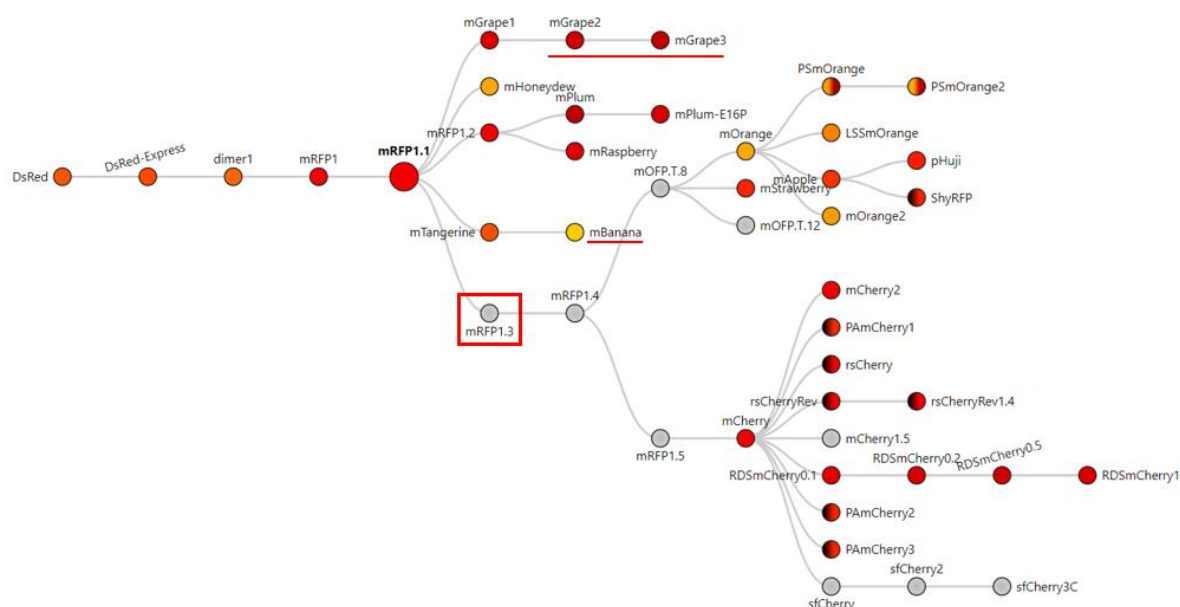 mGrape1
mGrape2
mGrape3
mHoneydew
PSmOrange
PSmOrange2
mPlum
mPlum-E16P
mRFP1.2
LSSmOrange
mOrange
mRaspberry
DsRed
DsRed-Express
dimer1
mRFP1
mRFP1.1
mOFP.T.8
mApple
pHuji
mStrawberry
ShyRFP
mOrange2
mOFP.T.12
mTangerine
mBanana
mRFP1.3
mRFP1.4
mCherry2
PAmCherry1
rsCherry
rsCherryRev
rsCherryRev1.4
mCherry
mCherry1.5
mRFP1.5
RDSmCherry0.1
RDSmCherry0.2
RDSmCherry0.5
RDSmCherry1
PAmCherry2
PAmCherry3
sfCherry
sfCherry2
sfCherry3C